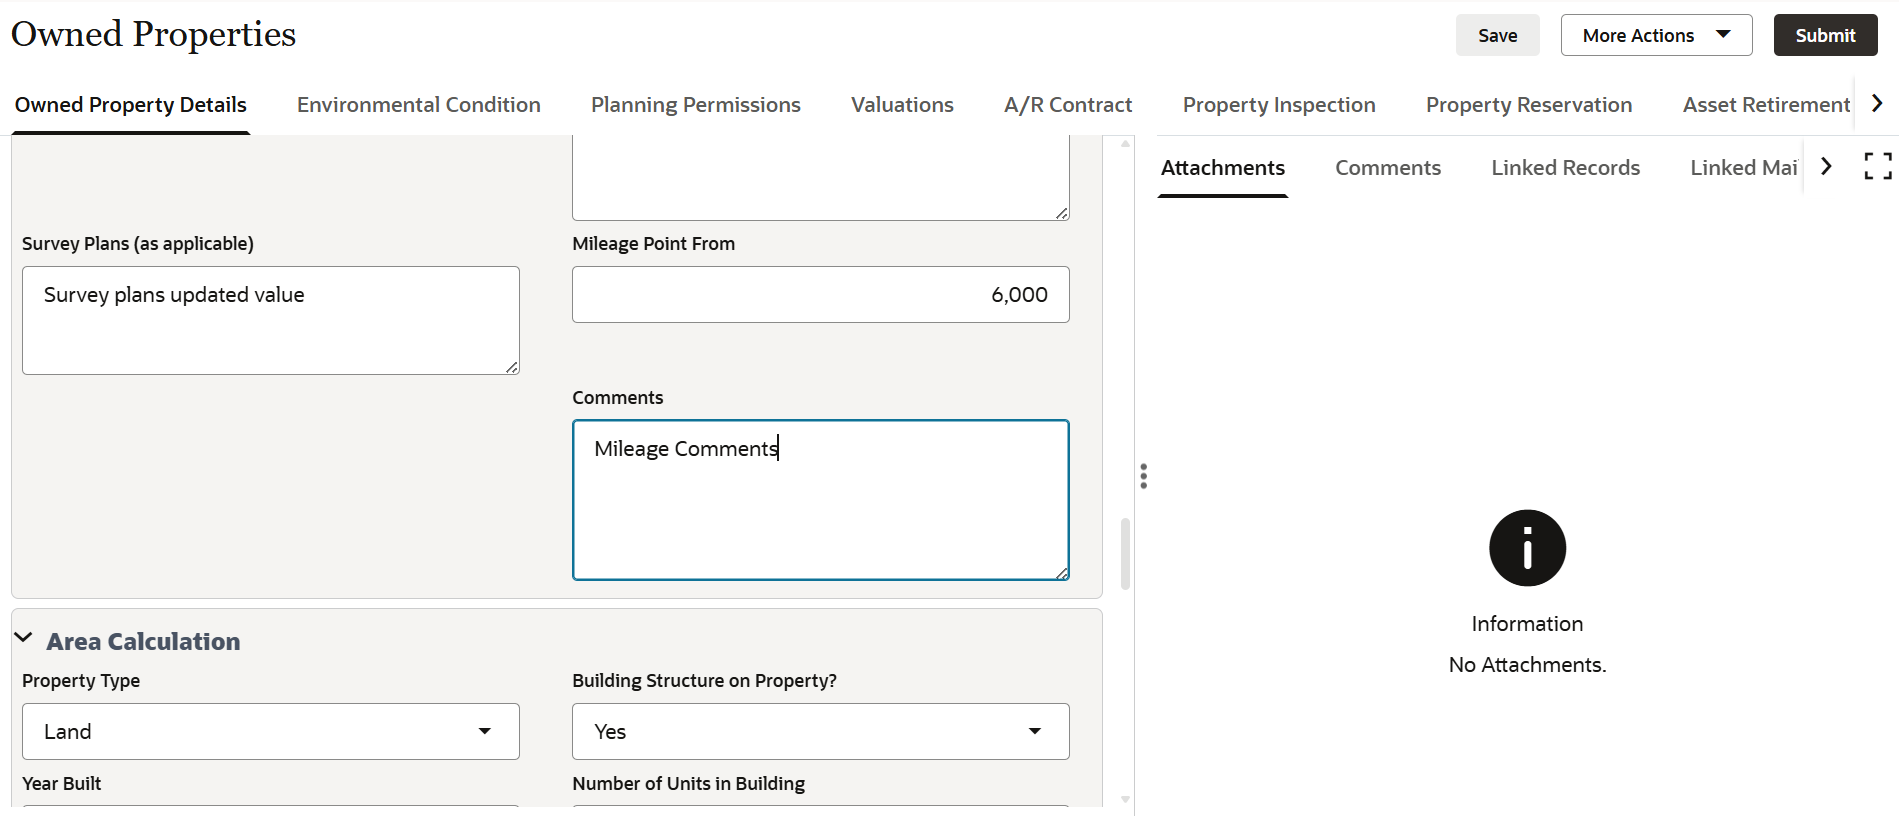 Owned Properties
Save
More Actions
Submit
Owned Property Details
Environmental Condition
Planning Permissions
Valuations
A/R Contract
Property Inspection
Property Reservation
Asset Retirement
Attachments
Comments
Linked Records
Linked Mai
Survey Plans (as applicable)
Survey plans updated value
Mileage Point From
6,000
Comments
Mileage Comments
Area Calculation
Property Type
Land
Building Structure on Property?
Yes
Year Built
Number of Units in Building
Information
No Attachments.